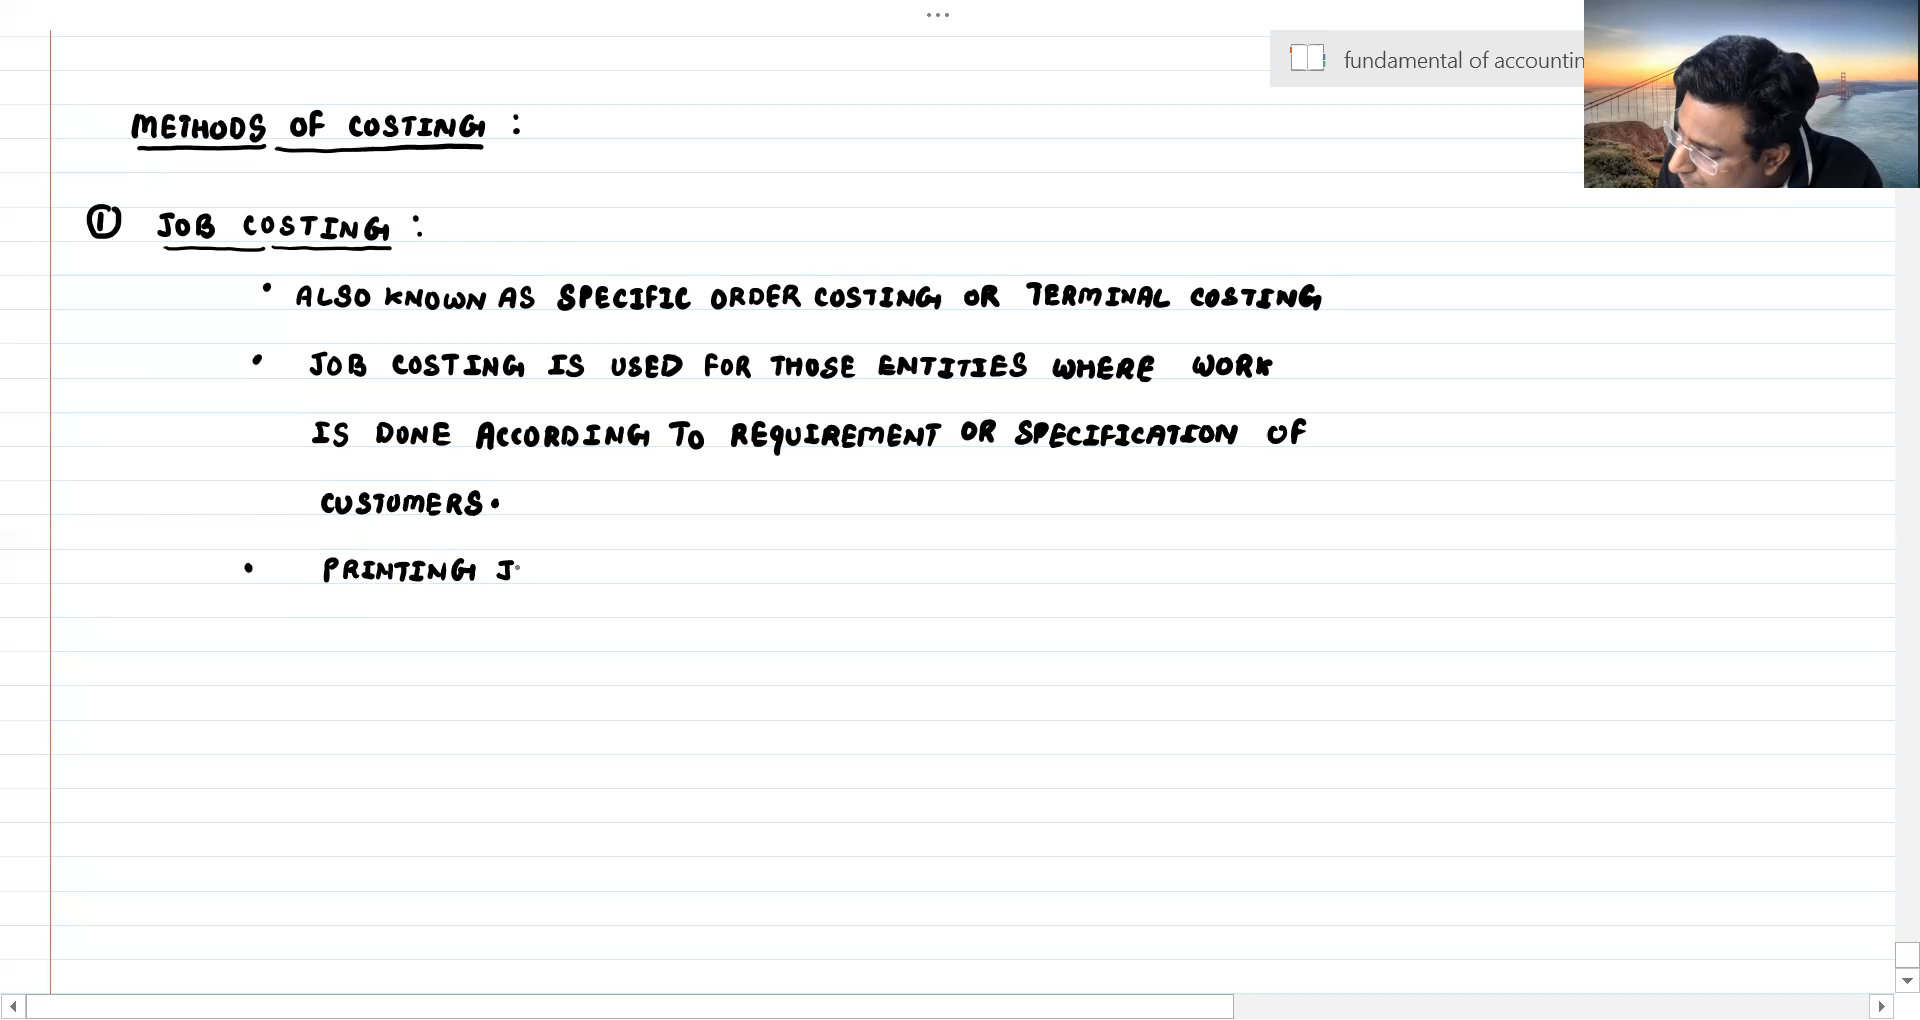 fundamental of accountin
METHODS OF COSTING :
① JOB COSTING :
• ALSO KNOWN AS SPECIFIC ORDER COSTING OR TERMINAL COSTING
• JOB COSTING IS USED FOR THOSE ENTITIES WHERE WORK
IS DONE ACCORDING TO REQUIREMENT OR SPECIFICATION OF
CUSTOMERS.
• PRINTING J